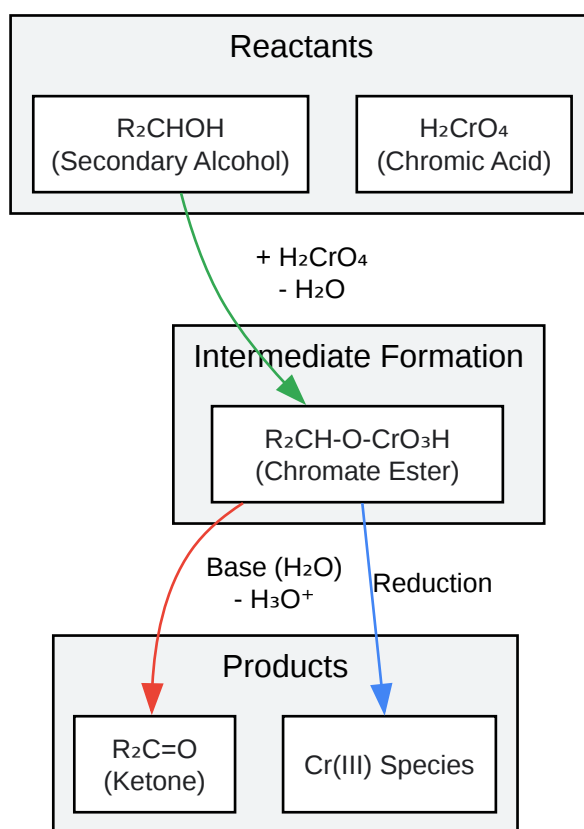 Reactants
R₂CHOH
(Secondary Alcohol)
H₂CrO₄
(Chromic Acid)
+ H₂CrO₄
- H₂O
Intermediate Formation
R₂CH-O-CrO₃H
(Chromate Ester)
Base (H₂O)
- H₃O⁺
Reduction
Products
R₂C=O
(Ketone)
Cr(III) Species